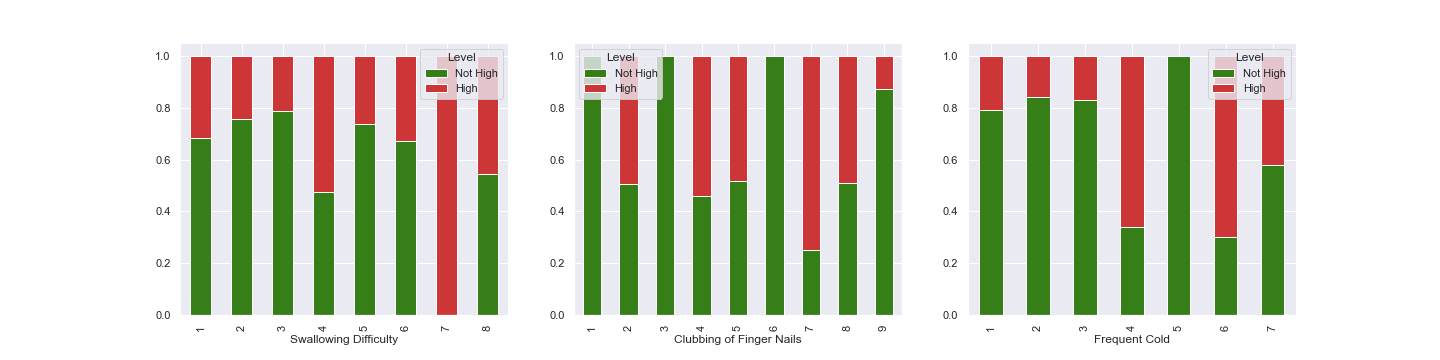 Level
Not High
High
1.0
0.8
0.6
0.4
0.2
0.0
1 2 3 4 5 6 7 8
Swallowing Difficulty
Level
Not High
High
1.0
0.8
0.6
0.4
0.2
0.0
1 2 3 4 5 6 7 8 9
Clubbing of Finger Nails
Level
Not High
High
1.0
0.8
0.6
0.4
0.2
0.0
1 2 3 4 5 6 7
Frequent Cold